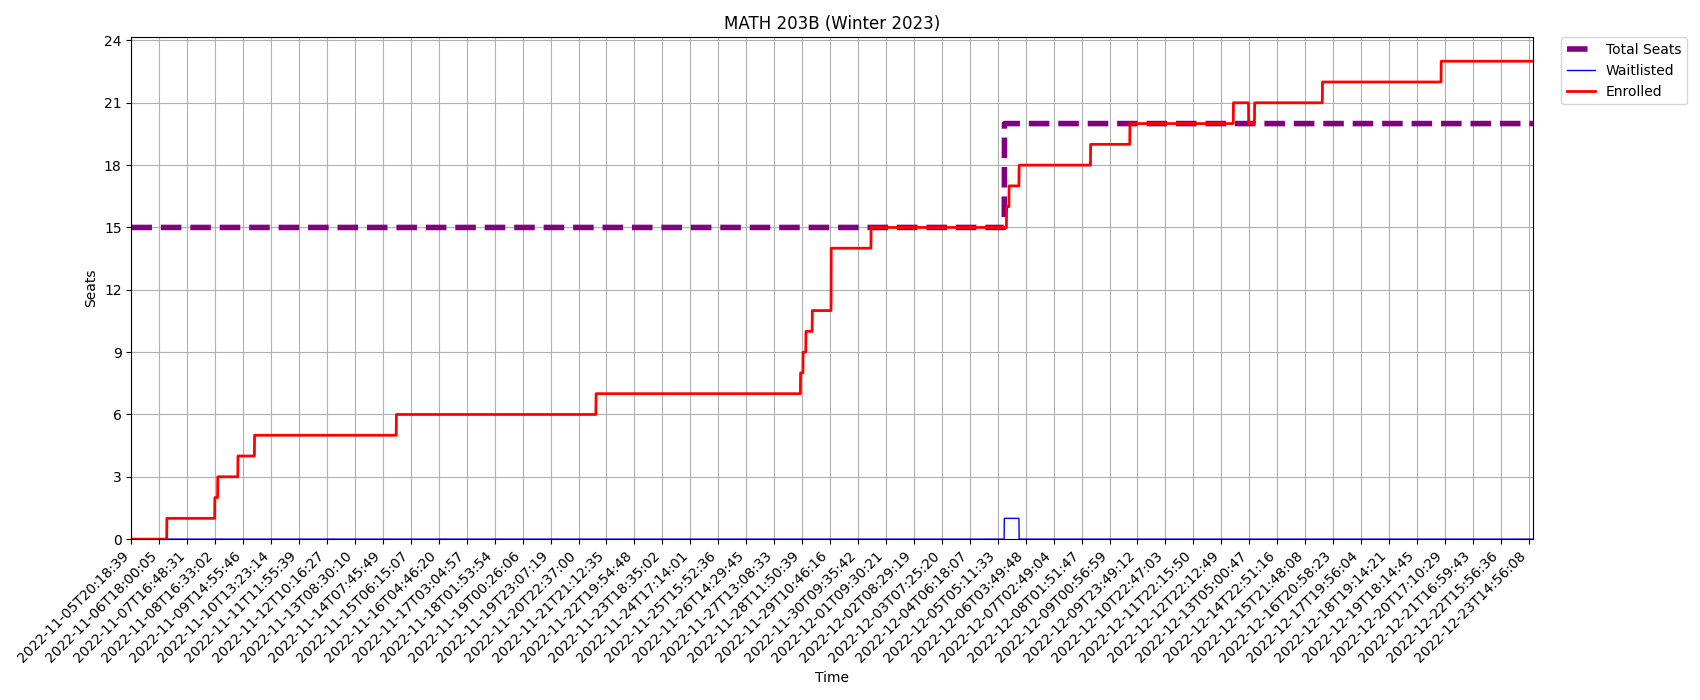 MATH 203B (Winter 2023)
Total Seats
Waitlisted
Enrolled
24
21
18
15
12
9
6
3
0
Seats
2022-11-05T20:18:39
2022-11-06T18:00:05
2022-11-07T16:48:31
2022-11-08T16:33:02
2022-11-09T14:55:46
2022-11-10T13:23:14
2022-11-11T11:55:39
2022-11-12T10:16:27
2022-11-13T08:30:10
2022-11-14T07:45:49
2022-11-15T06:15:07
2022-11-16T04:46:20
2022-11-17T03:04:57
2022-11-18T01:53:54
2022-11-19T00:26:06
2022-11-19T23:07:19
2022-11-20T22:37:00
2022-11-21T21:12:35
2022-11-22T19:54:48
2022-11-23T18:35:02
2022-11-24T17:14:01
2022-11-25T15:52:36
2022-11-26T14:29:45
2022-11-27T13:08:33
2022-11-28T11:50:39
2022-11-29T10:46:16
2022-11-30T09:35:42
2022-12-01T09:30:21
2022-12-02T08:29:19
2022-12-03T07:25:20
2022-12-04T06:18:07
2022-12-05T05:11:33
2022-12-06T03:49:48
2022-12-07T02:49:04
2022-12-08T01:51:47
2022-12-09T00:56:59
2022-12-09T23:49:12
2022-12-10T22:47:03
2022-12-11T22:15:50
2022-12-12T22:12:49
2022-12-13T05:00:47
2022-12-14T22:51:16
2022-12-15T21:48:08
2022-12-16T20:58:23
2022-12-17T19:56:04
2022-12-18T19:14:21
2022-12-19T18:14:45
2022-12-20T17:10:29
2022-12-21T16:59:43
2022-12-22T15:56:36
2022-12-23T14:56:08
Time